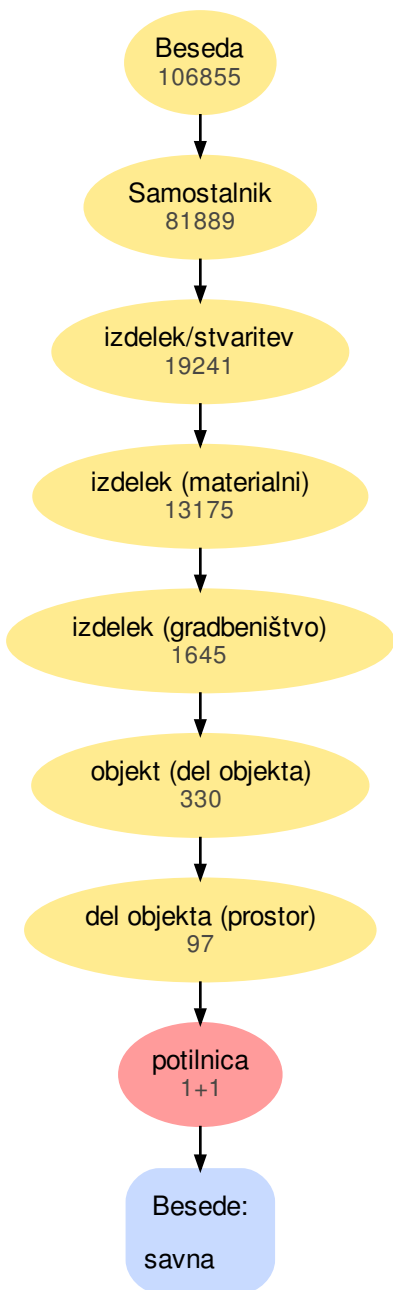 Beseda
106855
Samostalnik
81889
izdelek/stvaritev
19241
izdelek (materialni)
13175
izdelek (gradbeništvo)
1645
objekt (del objekta)
330
del objekta (prostor)
97
potilnica
1+1
Besede:
savna